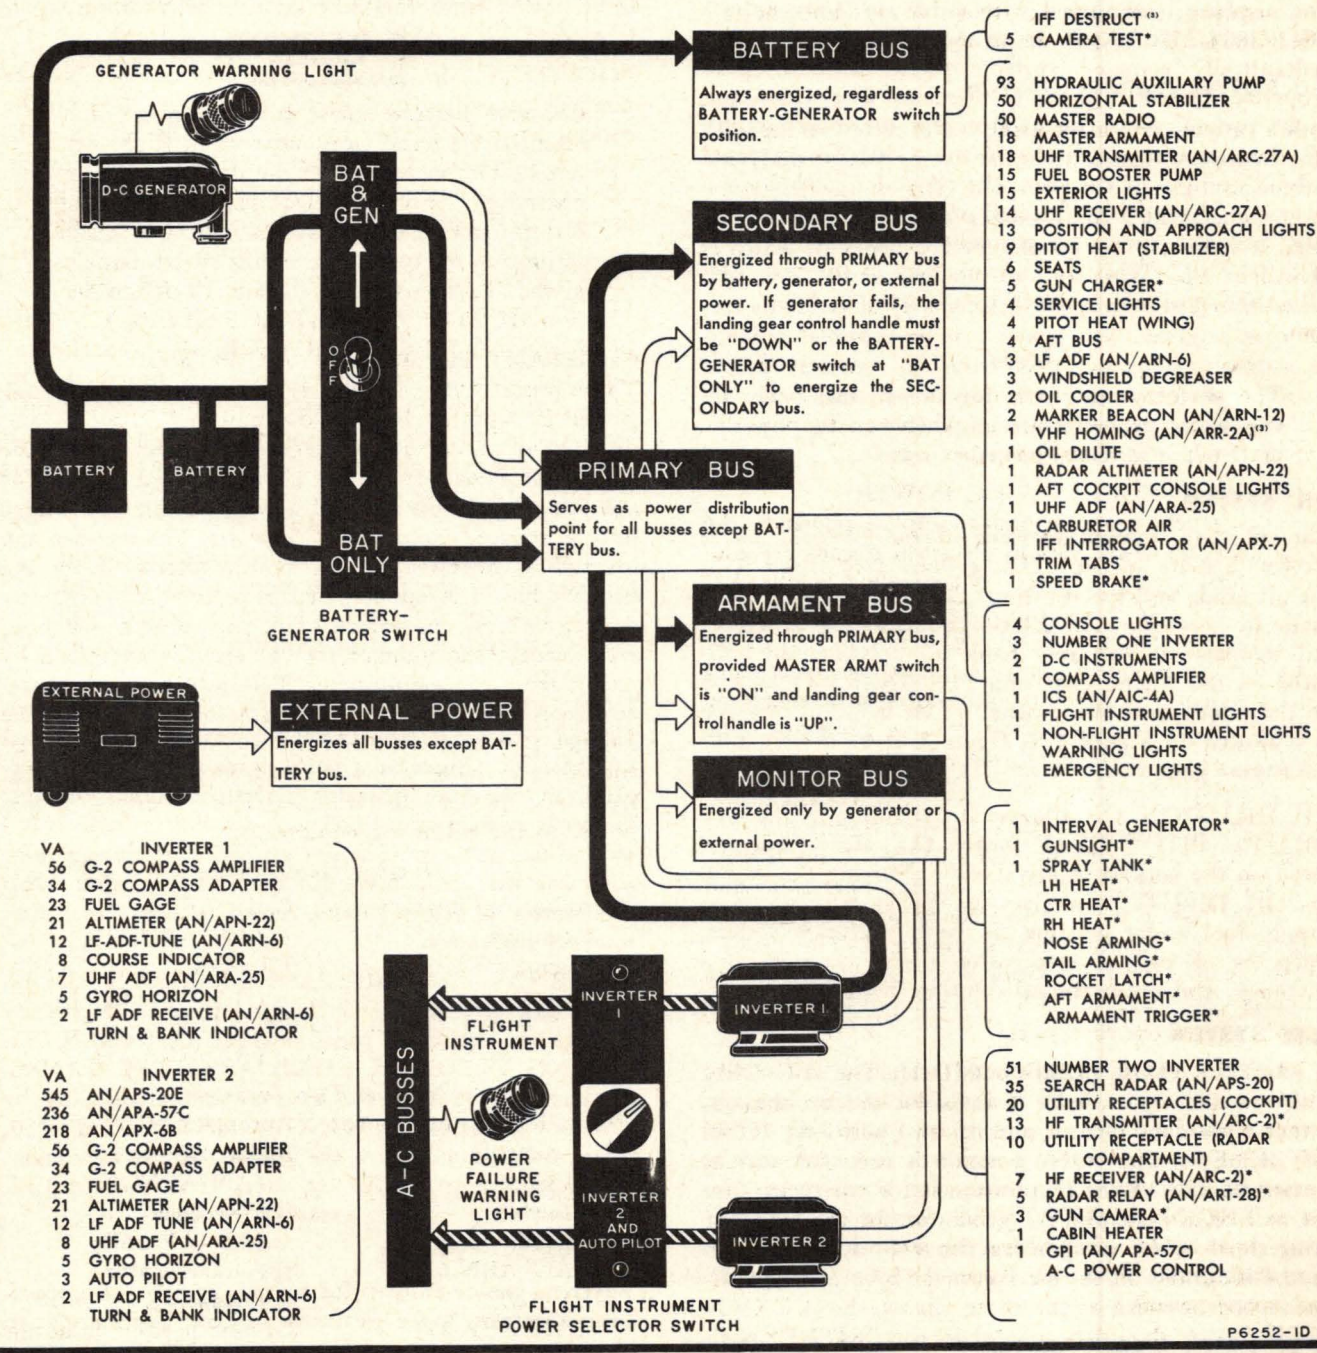 GENERATOR WARNING LIGHT
D-C GENERATOR
BATTERY
BATTERY
BAT
&
GEN
OFF
BAT
ONLY
BATTERY-
GENERATOR SWITCH
BATTERY BUS
Always energized, regardless of
BATTERY-GENERATOR switch
position.
SECONDARY BUS
Energized through PRIMARY bus
by battery, generator, or external
power. If generator fails, the
landing gear control handle must
be "DOWN" or the BATTERY-
GENERATOR switch at "BAT
ONLY" to energize the SEC-
ONDARY bus.
PRIMARY BUS
Serves as power distribution
point for all busses except BAT-
TERY bus.
ARMAMENT BUS
Energized through PRIMARY bus,
provided MASTER ARMT switch
is "ON" and landing gear con-
trol handle is "UP".
MONITOR BUS
Energized only by generator or
external power.
EXTERNAL POWER
EXTERNAL POWER
Energizes all busses except BAT-
TERY bus.
IFF DESTRUCT (3)
5 CAMERA TEST*
93 HYDRAULIC AUXILIARY PUMP
50 HORIZONTAL STABILIZER
50 MASTER RADIO
18 MASTER ARMAMENT
18 UHF TRANSMITTER (AN/ARC-27A)
15 FUEL BOOSTER PUMP
15 EXTERIOR LIGHTS
14 UHF RECEIVER (AN/ARC-27A)
13 POSITION AND APPROACH LIGHTS
9 PITOT HEAT (STABILIZER)
6 SEATS
5 GUN CHARGER*
4 SERVICE LIGHTS
4 PITOT HEAT (WING)
4 AFT BUS
3 LF ADF (AN/ARN-6)
3 WINDSHIELD DEGREASER
2 OIL COOLER
2 MARKER BEACON (AN/ARN-12)
1 VHF HOMING (AN/ARR-2A)(3)
1 OIL DILUTE
1 RADAR ALTIMETER (AN/APN-22)
1 AFT COCKPIT CONSOLE LIGHTS
1 UHF ADF (AN/ARA-25)
1 CARBURETOR AIR
1 IFF INTERROGATOR (AN/APX-7)
1 TRIM TABS
1 SPEED BRAKE*
4 CONSOLE LIGHTS
3 NUMBER ONE INVERTER
2 D-C INSTRUMENTS
1 COMPASS AMPLIFIER
1 ICS (AN/AIC-4A)
1 FLIGHT INSTRUMENT LIGHTS
1 NON-FLIGHT INSTRUMENT LIGHTS
WARNING LIGHTS
EMERGENCY LIGHTS
1 INTERVAL GENERATOR*
1 GUNSIGHT*
1 SPRAY TANK*
LH HEAT*
CTR HEAT*
RH HEAT*
NOSE ARMING*
TAIL ARMING*
ROCKET LATCH*
AFT ARMAMENT*
ARMAMENT TRIGGER*
51 NUMBER TWO INVERTER
35 SEARCH RADAR (AN/APS-20)
20 UTILITY RECEPTACLES (COCKPIT)
13 HF TRANSMITTER (AN/ARC-2)*
10 UTILITY RECEPTACLE (RADAR
COMPARTMENT)
7 HF RECEIVER (AN/ARC-2)*
5 RADAR RELAY (AN/ART-28)*
3 GUN CAMERA*
1 CABIN HEATER
1 GPI (AN/APA-57C)
A-C POWER CONTROL
VA INVERTER 1
56 G-2 COMPASS AMPLIFIER
34 G-2 COMPASS ADAPTER
23 FUEL GAGE
21 ALTIMETER (AN/APN-22)
12 LF-ADF-TUNE (AN/ARN-6)
8 COURSE INDICATOR
7 UHF ADF (AN/ARA-25)
5 GYRO HORIZON
2 LF ADF RECEIVE (AN/ARN-6)
TURN & BANK INDICATOR
VA INVERTER 2
545 AN/APS-20E
236 AN/APA-57C
218 AN/APX-6B
56 G-2 COMPASS AMPLIFIER
34 G-2 COMPASS ADAPTER
23 FUEL GAGE
21 ALTIMETER (AN/APN-22)
12 LF ADF TUNE (AN/ARN-6)
8 UHF ADF (AN/ARA-25)
5 GYRO HORIZON
3 AUTO PILOT
2 LF ADF RECEIVE (AN/ARN-6)
TURN & BANK INDICATOR
A-C BUSSES
FLIGHT
INSTRUMENT
POWER
FAILURE
WARNING
LIGHT
INVERTER
1
INVERTER
2
AND
AUTO PILOT
INVERTER 1
INVERTER 2
FLIGHT INSTRUMENT
POWER SELECTOR SWITCH
P6252-1D